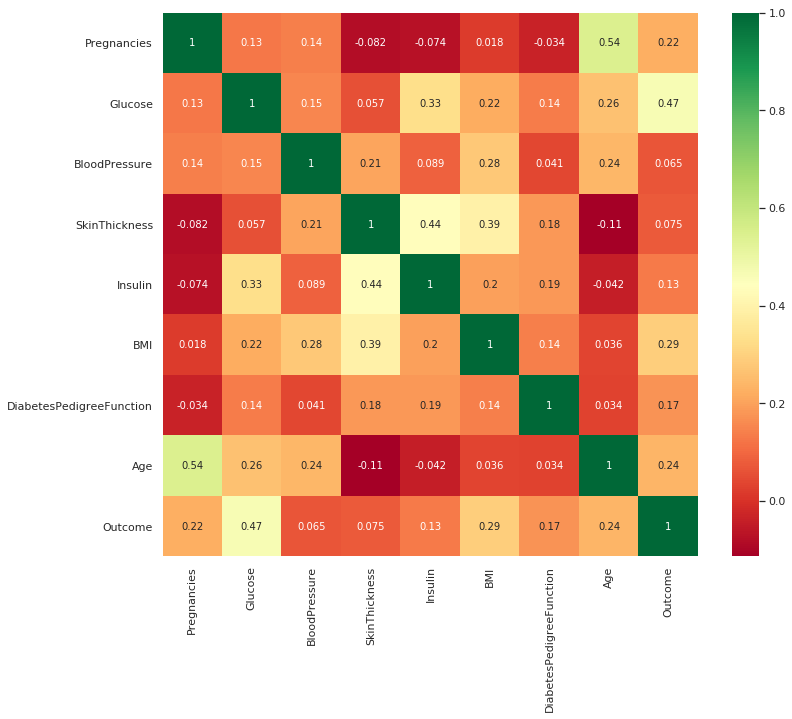 Pregnancies 1 0.13 0.14 -0.082 -0.074 0.018 -0.034 0.54 0.22
Glucose 0.13 1 0.15 0.057 0.33 0.22 0.14 0.26 0.47
BloodPressure 0.14 0.15 1 0.21 0.089 0.28 0.041 0.24 0.065
SkinThickness -0.082 0.057 0.21 1 0.44 0.39 0.18 -0.11 0.075
Insulin -0.074 0.33 0.089 0.44 1 0.2 0.19 -0.042 0.13
BMI 0.018 0.22 0.28 0.39 0.2 1 0.14 0.036 0.29
DiabetesPedigreeFunction -0.034 0.14 0.041 0.18 0.19 0.14 1 0.034 0.17
Age 0.54 0.26 0.24 -0.11 -0.042 0.036 0.034 1 0.24
Outcome 0.22 0.47 0.065 0.075 0.13 0.29 0.17 0.24 1
Pregnancies
Glucose
BloodPressure
SkinThickness
Insulin
BMI
DiabetesPedigreeFunction
Age
Outcome
1.0
0.8
0.6
0.4
0.2
0.0